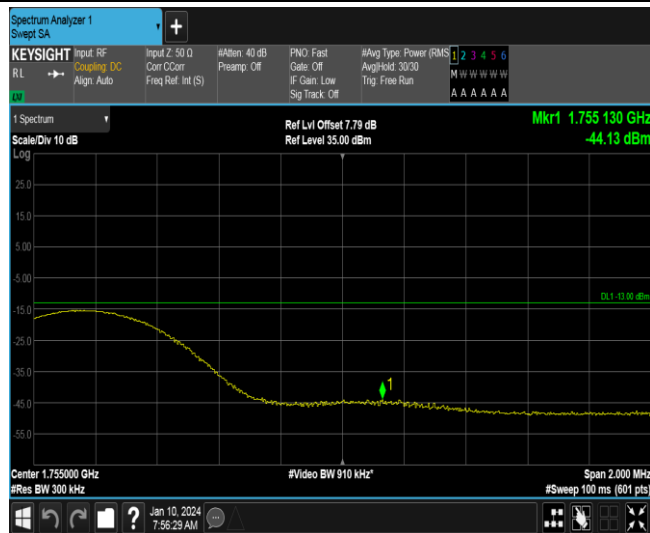 Spectrum Analyzer 1
Swept SA
+
KEYSIGHT
RL
Input: RF
Coupling: DC
Align: Auto
Input Z: 50 Ω
Corr CCorr
Freq Ref: Int (S)
#Atten: 40 dB
Preamp: Off
PNO: Fast
Gate: Off
IF Gain: Low
Sig Track: Off
#Avg Type: Power (RMS
Avg|Hold: 30/30
Trig: Free Run
1 2 3 4 5 6
M W W W W W
A A A A A A
1 Spectrum
Scale/Div 10 dB
Log
Ref Lvl Offset 7.79 dB
Ref Level 35.00 dBm
Mkr1 1.755 130 GHz
-44.13 dBm
25.0
15.0
5.00
-5.00
DL1 -13.00 dBm
-15.0
-25.0
-35.0
1
-45.0
-55.0
Center 1.755000 GHz
#Res BW 300 kHz
#Video BW 910 kHz*
Span 2.000 MHz
#Sweep 100 ms (601 pts)
?
Jan 10, 2024
7:56:29 AM